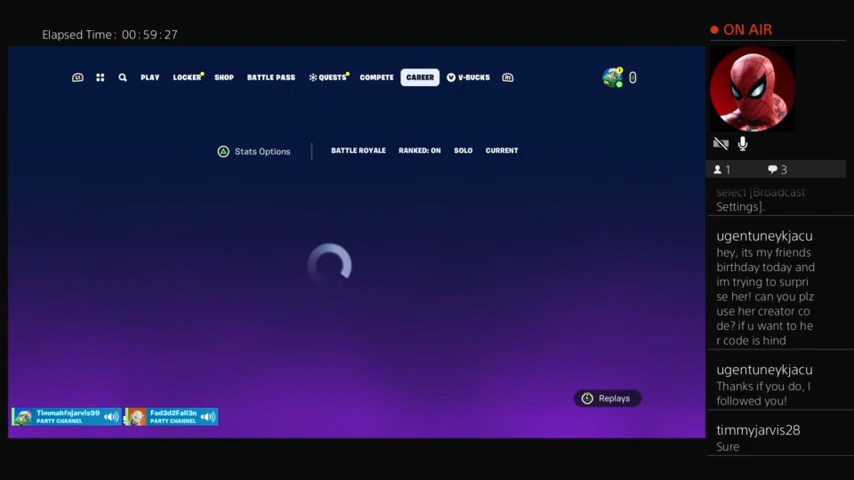 Elapsed Time: 00:59:27
ON AIR
PLAY LOCKER SHOP BATTLE PASS QUESTS COMPETE CAREER V-BUCKS
Stats Options BATTLE ROYALE RANKED: ON SOLO CURRENT
1 3
select [Broadcast
Settings].
ugentuneykjacu
hey, its my friends
birthday today and
im trying to surpri
se her! can you plz
use her creator co
de? if u want to he
r code is hind
ugentuneykjacu
Thanks if you do, I
followed you!
timmyjarvis28
Sure
Replays
Timmahfnjarvis99
PARTY CHANNEL
Fad3d2Fall3n
PARTY CHANNEL